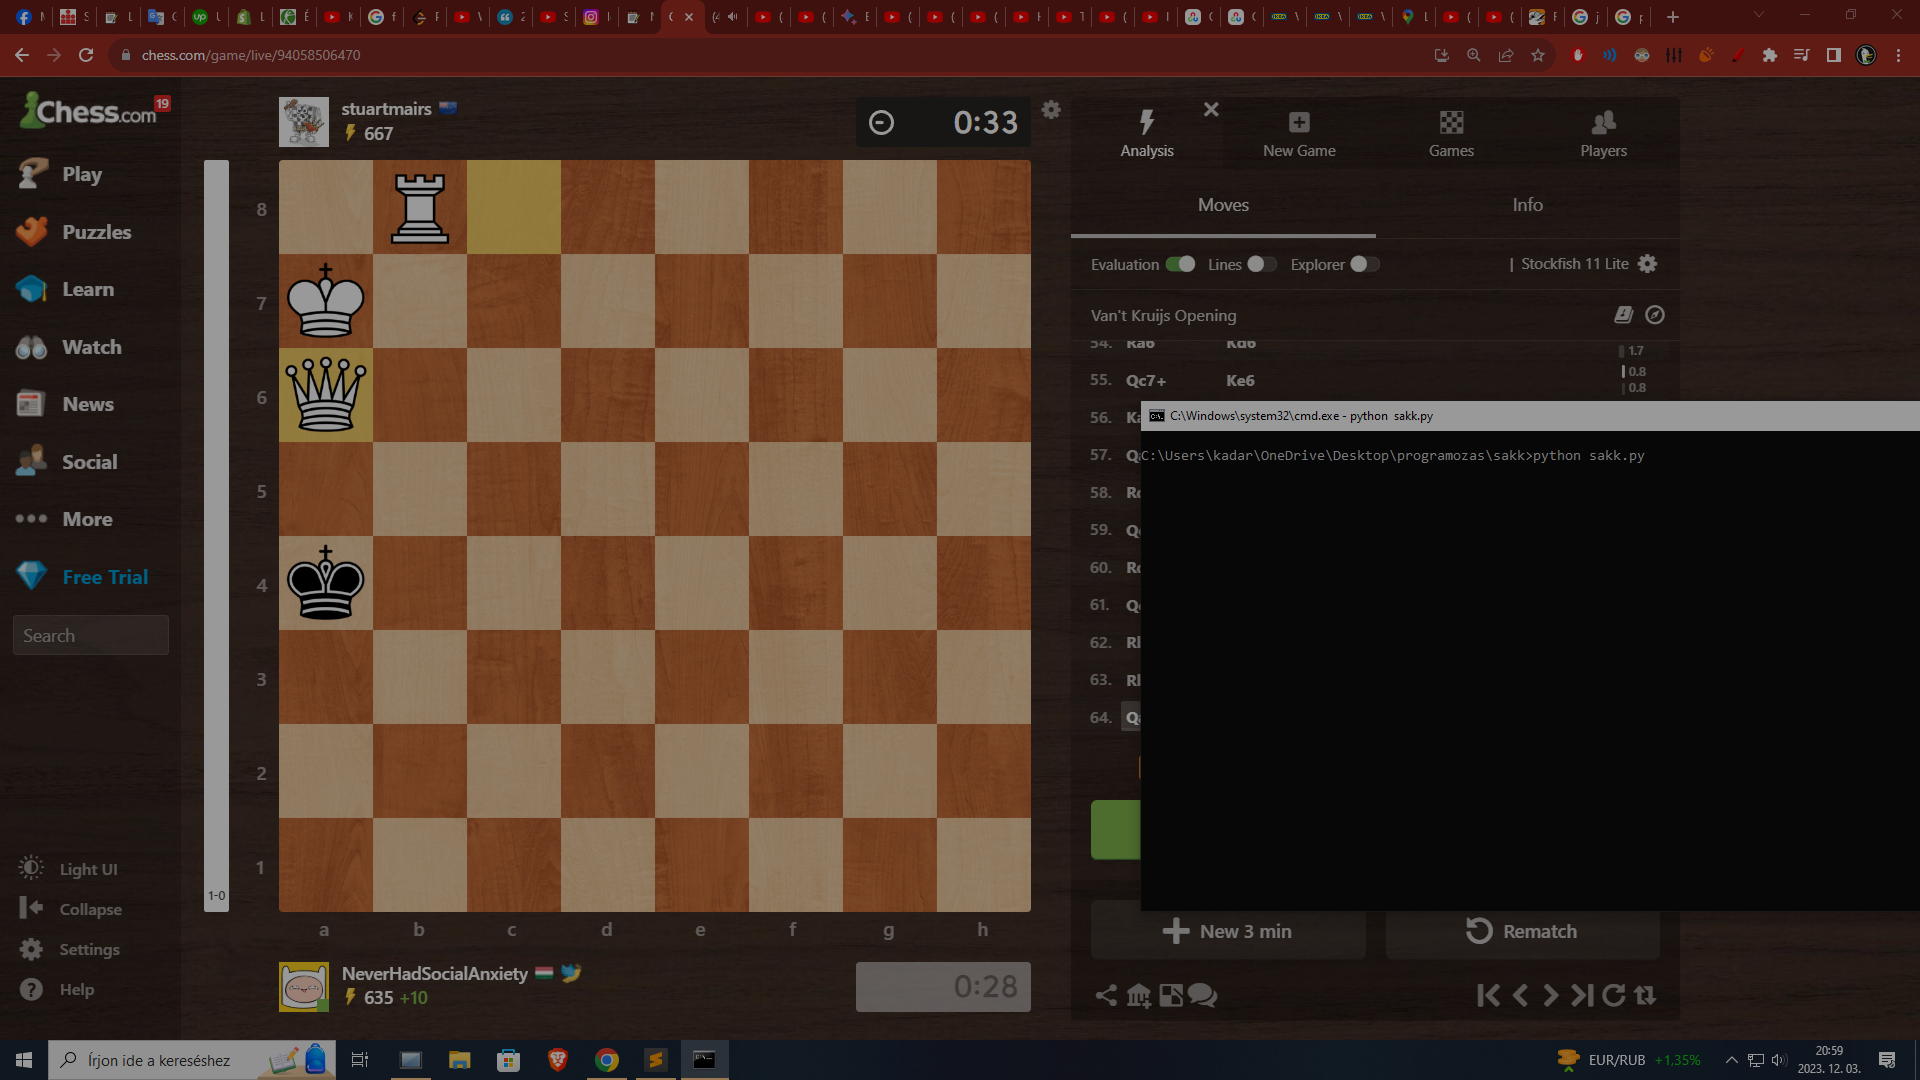 chess.com/game/live/94058506470
Chess.com
19
Play
Puzzles
Learn
Watch
News
Social
More
Free Trial
Search
Light UI
Collapse
Settings
Help
stuartmairs
667
0:33
8
7
6
5
4
3
2
1
1-0
a b c d e f g h
NeverHadSocialAnxiety
635 +10
0:28
Analysis
New Game
Games
Players
Moves
Info
Evaluation
Lines
Explorer
| Stockfish 11 Lite
Van't Kruijs Opening
54. Ra6 Kd6
1.7
55. Qc7+ Ke6
0.8
0.8
56.
57.
58.
59.
60.
61.
62.
63.
64.
C:\Windows\system32\cmd.exe - python sakk.py
C:\Users\kadar\OneDrive\Desktop\programozas\sakk>python sakk.py
New 3 min
Rematch
Írjon ide a kereséshez
EUR/RUB +1,35%
20:59
2023. 12. 03.